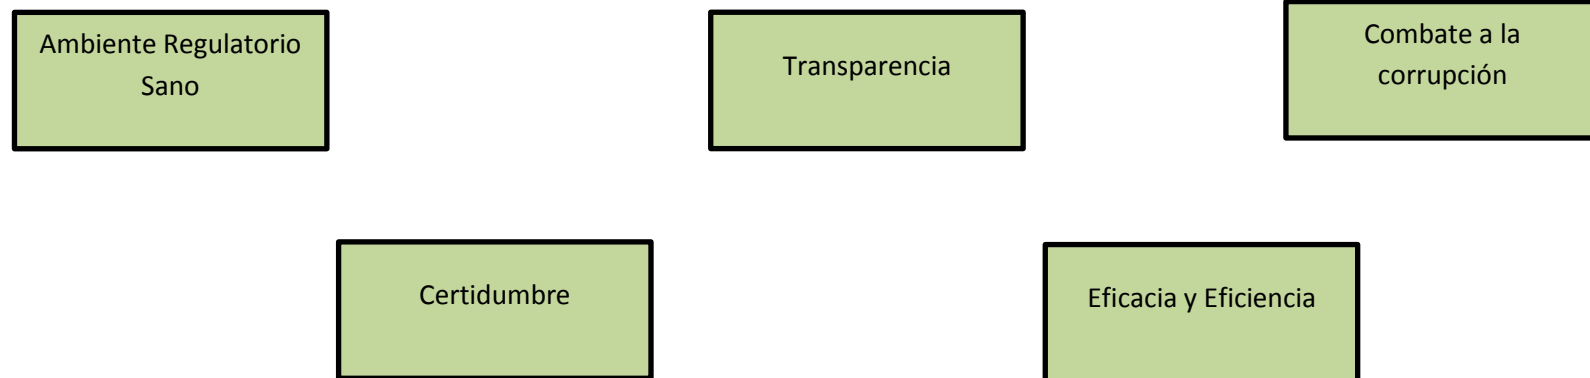 Ambiente Regulatorio
Sano
Transparencia
Combate a la
corrupción
Certidumbre
Eficacia y Eficiencia